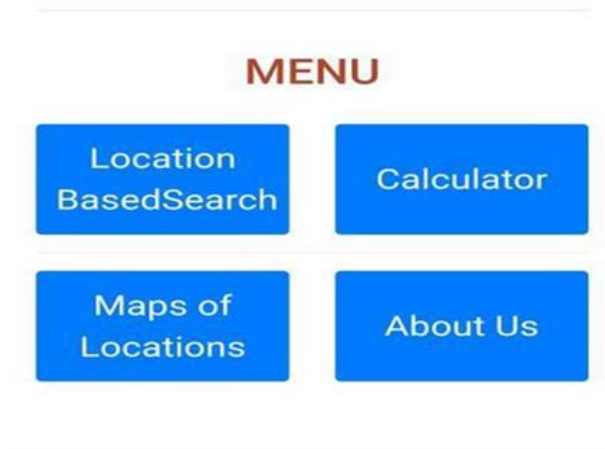 MENU
Location
BasedSearch
Calculator
Maps of
Locations
About Us